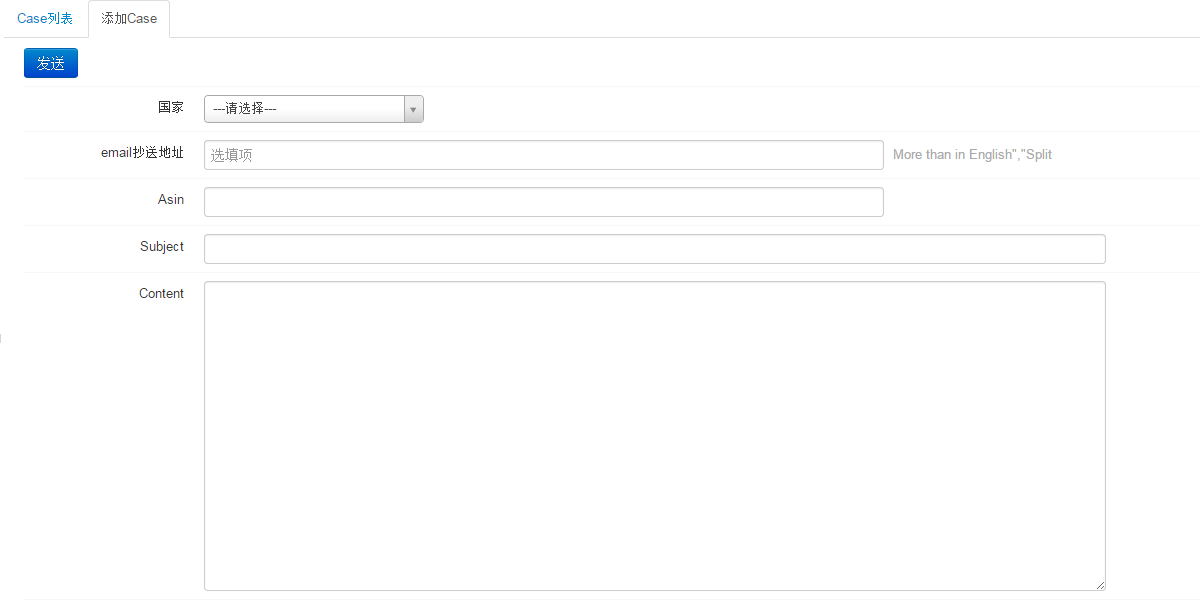 Case列表 添加Case
发送
国家 ---请选择---
email抄送地址 选填项 More than in English","Split
Asin
Subject
Content